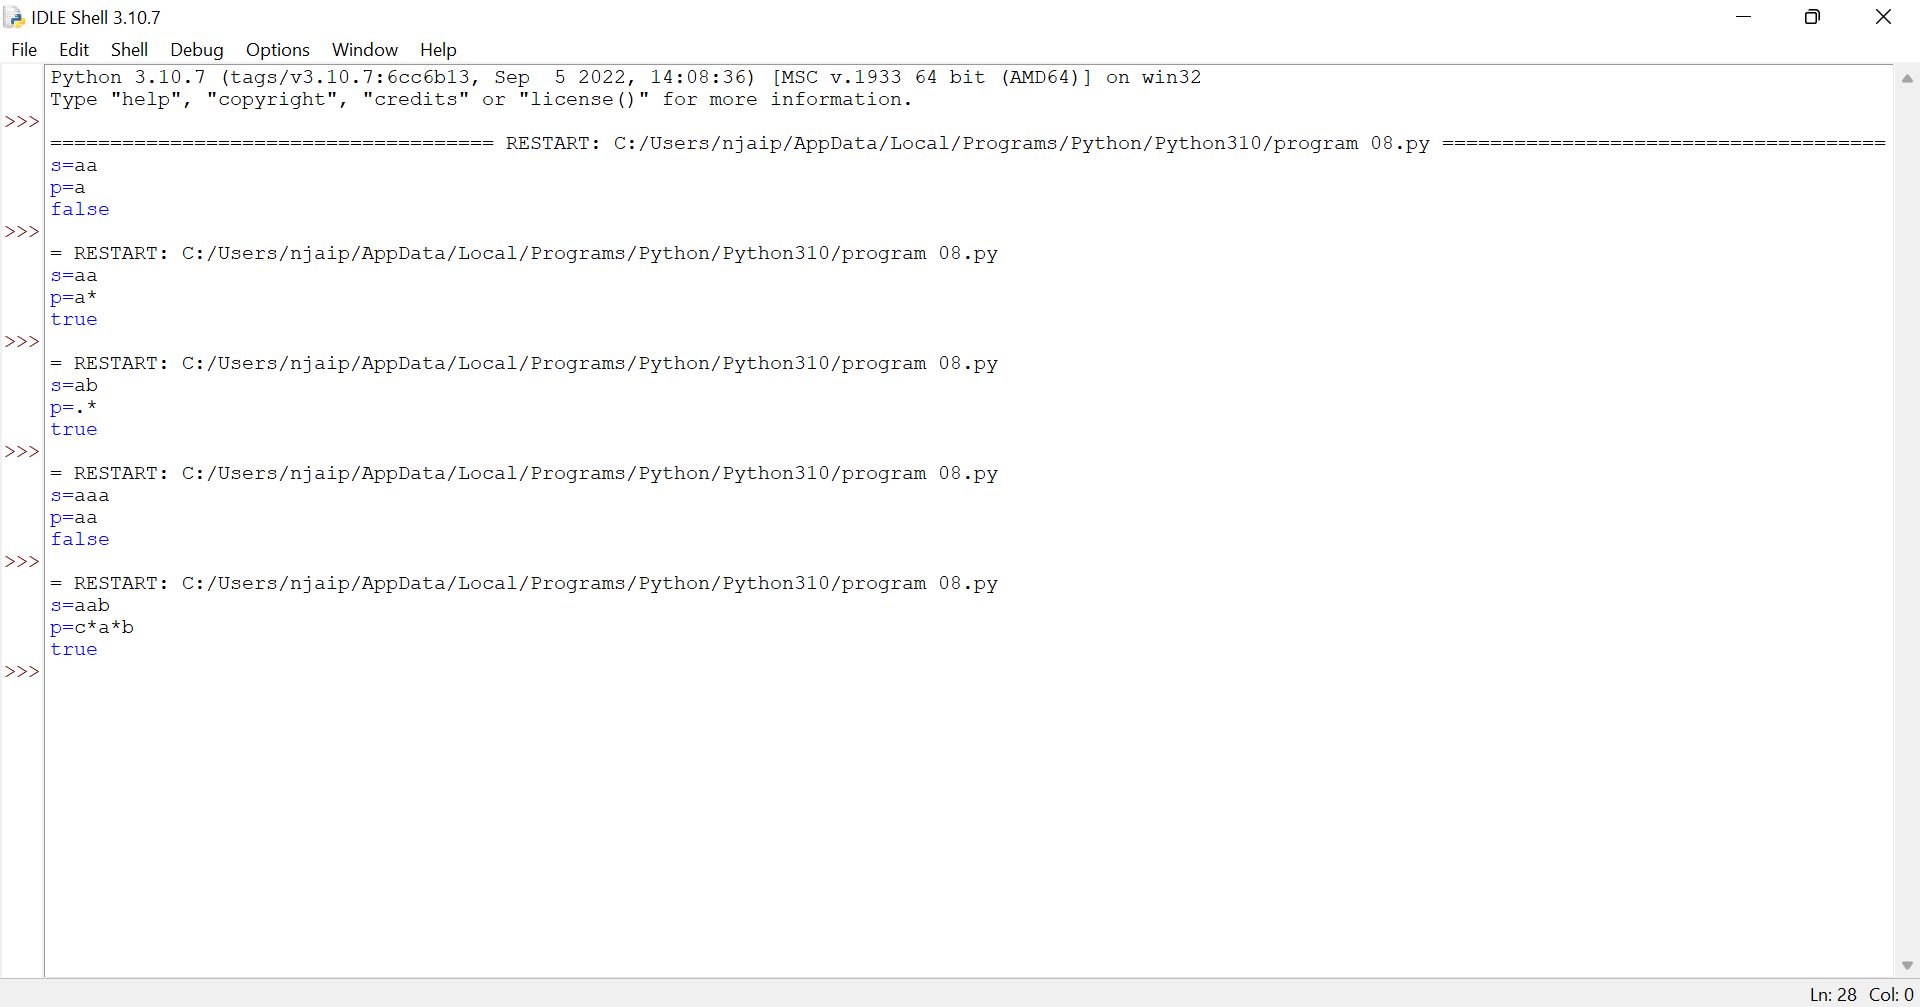 IDLE Shell 3.10.7
File Edit Shell Debug Options Window Help
Python 3.10.7 (tags/v3.10.7:6cc6b13, Sep  5 2022, 14:08:36) [MSC v.1933 64 bit (AMD64)] on win32
Type "help", "copyright", "credits" or "license()" for more information.
>>>
===================================== RESTART: C:/Users/njaip/AppData/Local/Programs/Python/Python310/program 08.py =====================================
s=aa
p=a
false
>>>
= RESTART: C:/Users/njaip/AppData/Local/Programs/Python/Python310/program 08.py
s=aa
p=a*
true
>>>
= RESTART: C:/Users/njaip/AppData/Local/Programs/Python/Python310/program 08.py
s=ab
p=.*
true
>>>
= RESTART: C:/Users/njaip/AppData/Local/Programs/Python/Python310/program 08.py
s=aaa
p=aa
false
>>>
= RESTART: C:/Users/njaip/AppData/Local/Programs/Python/Python310/program 08.py
s=aab
p=c*a*b
true
>>>
Ln: 28 Col: 0